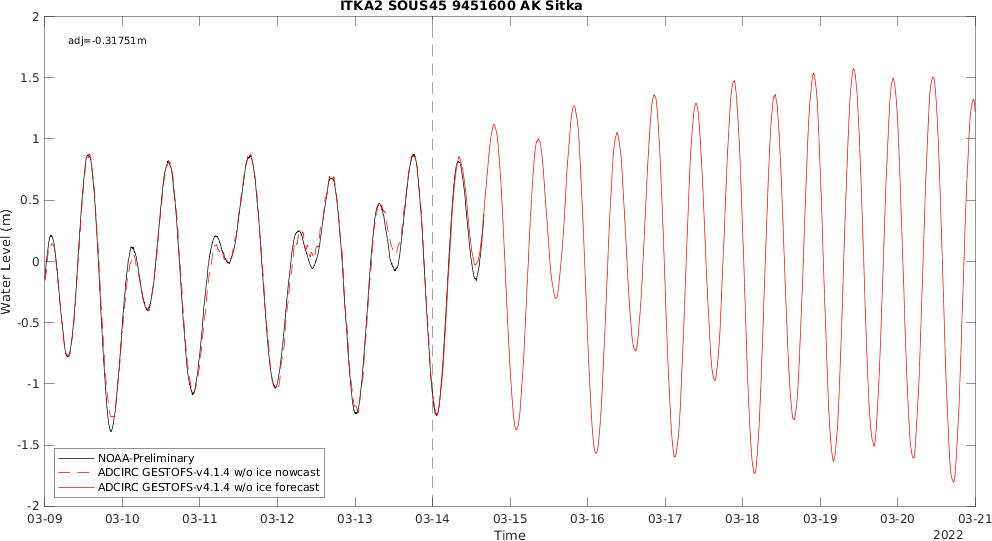 ITKA2 SOUS45 9451600 AK Sitka
adj=-0.31751m
2
1.5
1
0.5
0
-0.5
-1
-1.5
-2
Water Level (m)
NOAA-Preliminary
ADCIRC GESTOFS-v4.1.4 w/o ice nowcast
ADCIRC GESTOFS-v4.1.4 w/o ice forecast
03-09 03-10 03-11 03-12 03-13 03-14 03-15 03-16 03-17 03-18 03-19 03-20 03-21
Time
2022